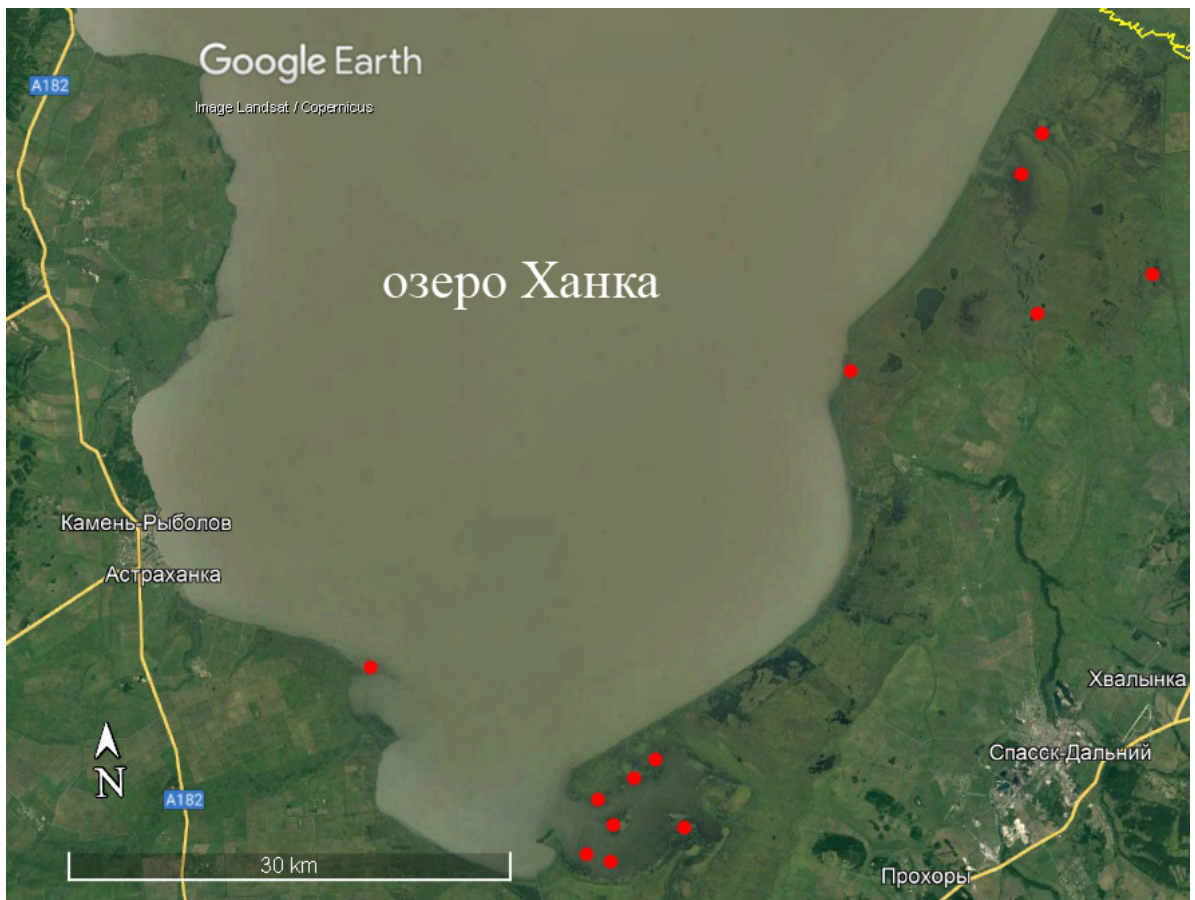 Google Earth
A182
Image Landsat / Copernicus
озеро Ханка
Камень-Рыболов
Астраханка
Хвалынка
Спасск-Дальний
N
A182
30 km
Прохоры